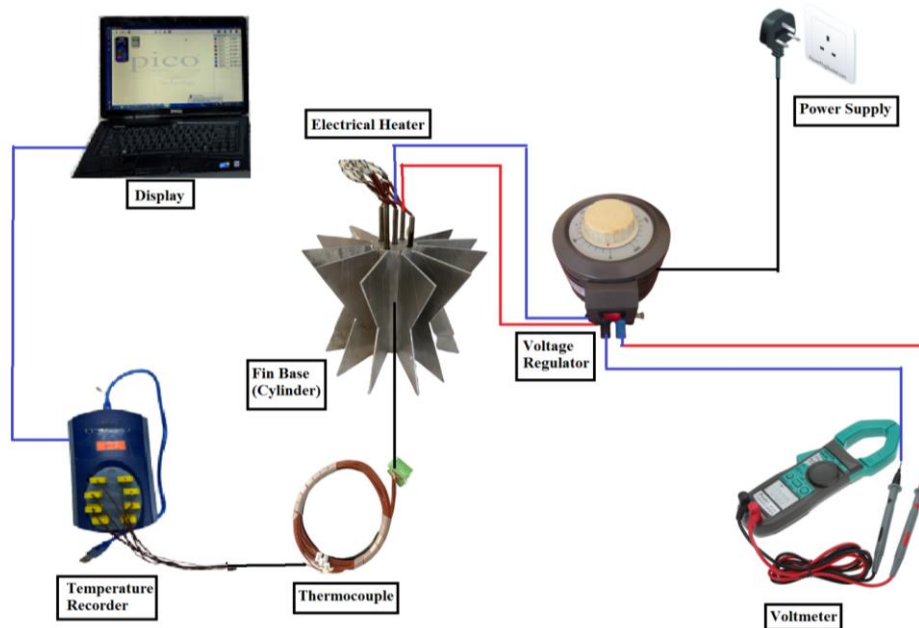 pico
Electrical Heater
Power Supply
Display
Voltage
Regulator
Fin Base
(Cylinder)
Temperature
Recorder
Thermocouple
Voltmeter